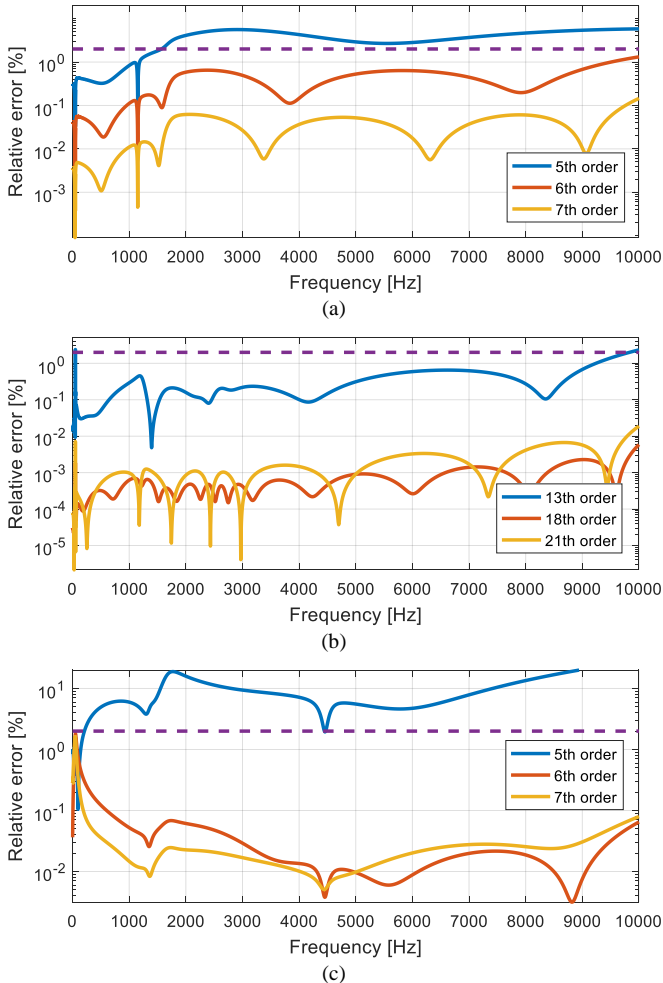 Relative error [%]
10^0
10^-1
10^-2
10^-3
5th order
6th order
7th order
0 1000 2000 3000 4000 5000 6000 7000 8000 9000 10000
Frequency [Hz]
(a)
Relative error [%]
10^0
10^-1
10^-2
10^-3
10^-4
10^-5
13th order
18th order
21th order
0 1000 2000 3000 4000 5000 6000 7000 8000 9000 10000
Frequency [Hz]
(b)
Relative error [%]
10^1
10^0
10^-1
10^-2
5th order
6th order
7th order
0 1000 2000 3000 4000 5000 6000 7000 8000 9000 10000
Frequency [Hz]
(c)